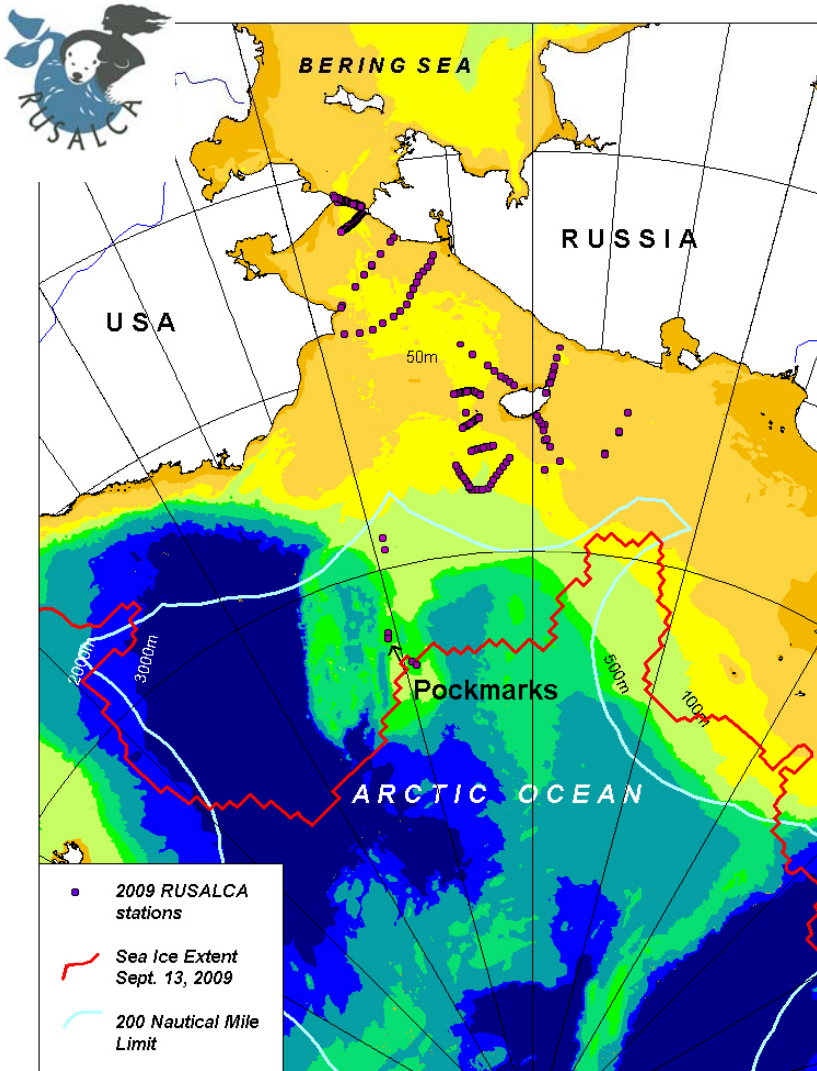 RUSALCA
BERING SEA
RUSSIA
USA
50m
2000m
3000m
500m
100m
Pockmarks
ARCTIC OCEAN
2009 RUSALCA
stations
Sea Ice Extent
Sept. 13, 2009
200 Nautical Mile
Limit